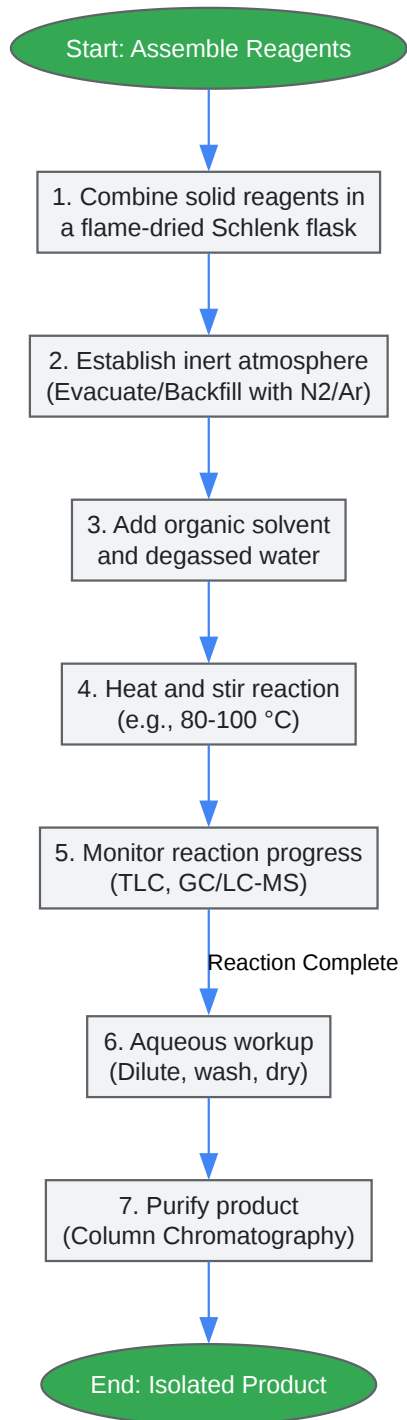 Start: Assemble Reagents
1. Combine solid reagents in
a flame-dried Schlenk flask
2. Establish inert atmosphere
(Evacuate/Backfill with N2/Ar)
3. Add organic solvent
and degassed water
4. Heat and stir reaction
(e.g., 80-100 °C)
5. Monitor reaction progress
(TLC, GC/LC-MS)
Reaction Complete
6. Aqueous workup
(Dilute, wash, dry)
7. Purify product
(Column Chromatography)
End: Isolated Product